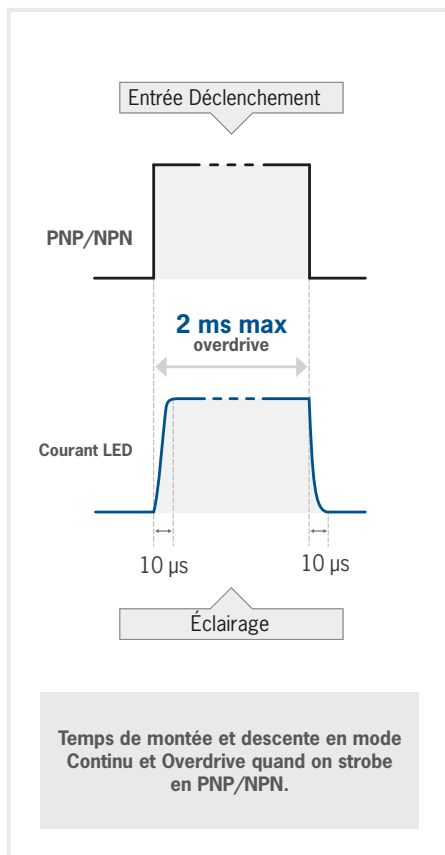 Entrée Déclenchement
PNP/NPN
2 ms max
overdrive
Courant LED
10 µs
10 µs
Éclairage
Temps de montée et descente en mode
Continu et Overdrive quand on strobe
en PNP/NPN.